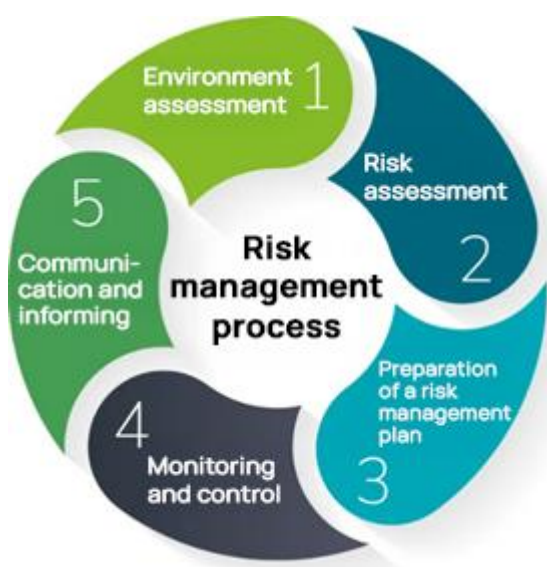 Environment
assessment
1
Risk
assessment
2
Preparation
of a risk
management
plan
3
4
Monitoring
and control
5
Communi-
cation and
informing
Risk
management
process